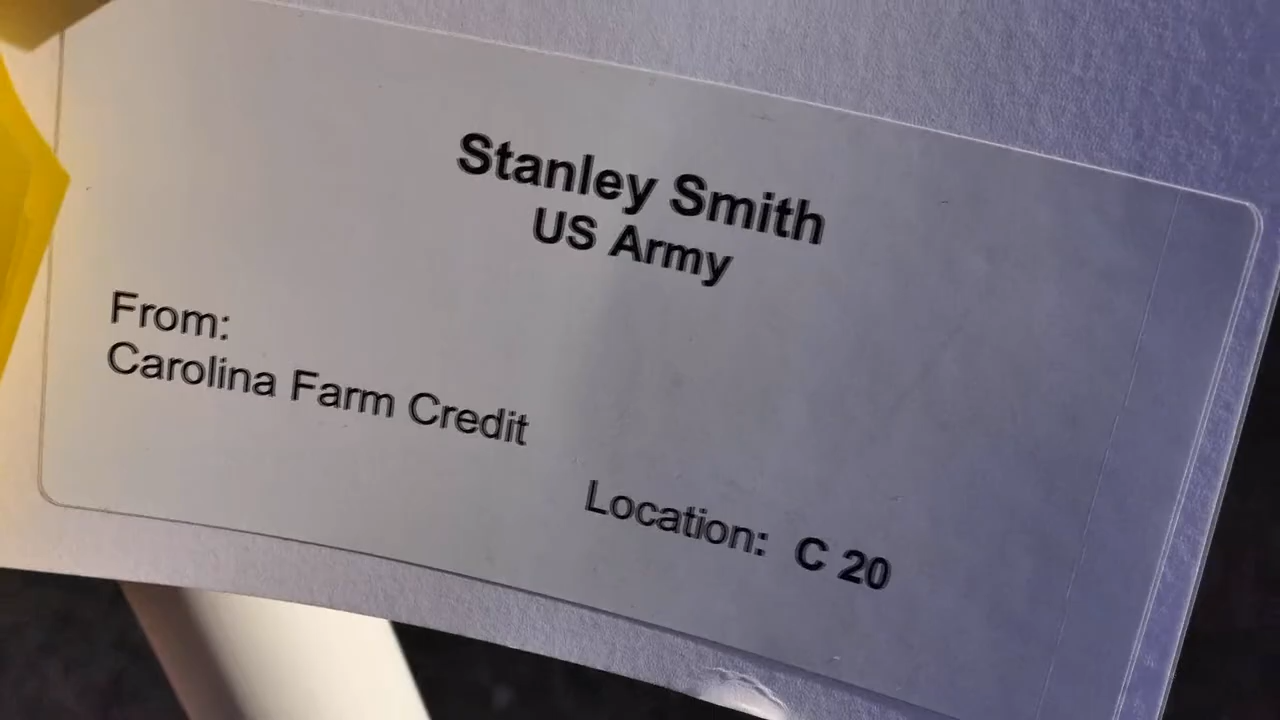 Stanley Smith
US Army
From:
Carolina Farm Credit
Location: C 20